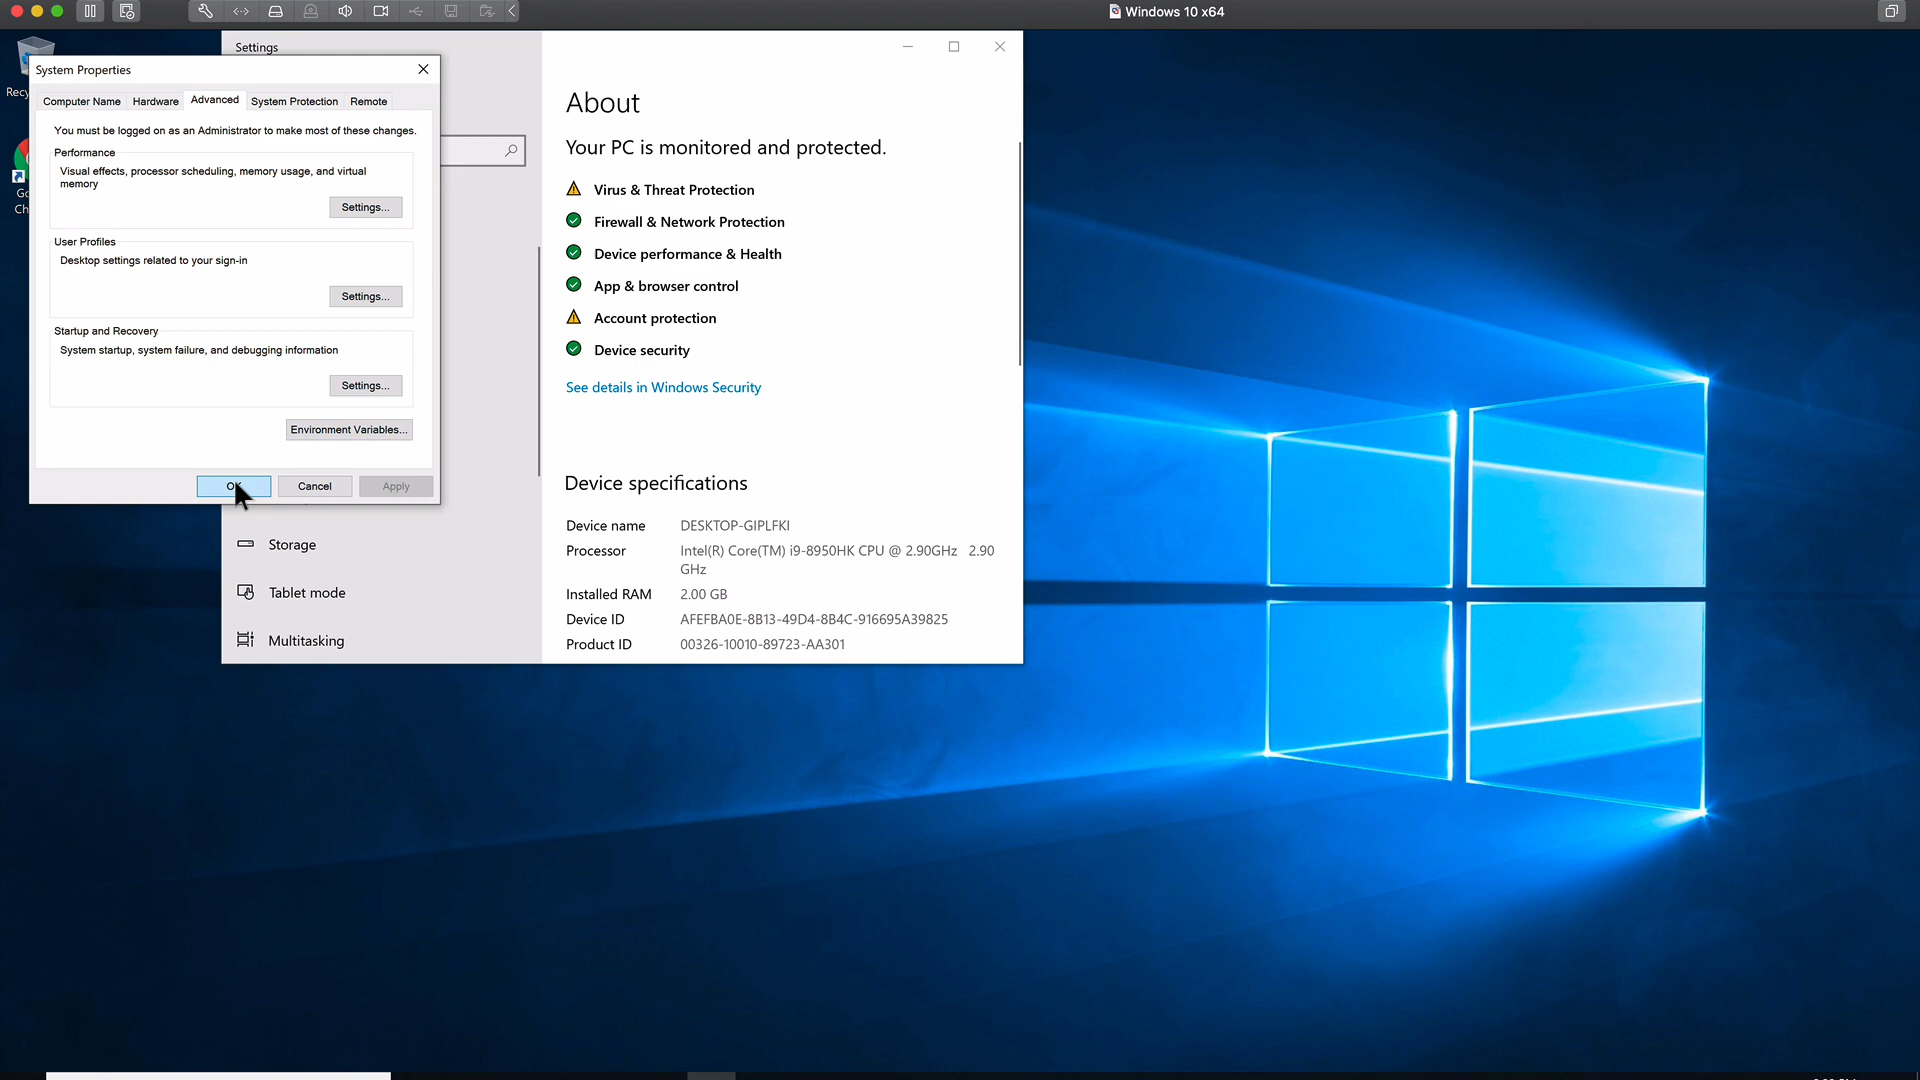 Windows 10 x64
Settings
System Properties
Computer Name
Hardware
Advanced
System Protection
Remote
You must be logged on as an Administrator to make most of these changes.
Performance
Visual effects, processor scheduling, memory usage, and virtual
memory
Settings...
User Profiles
Desktop settings related to your sign-in
Settings...
Startup and Recovery
System startup, system failure, and debugging information
Settings...
Environment Variables...
OK
Cancel
Apply
Storage
Tablet mode
Multitasking
About
Your PC is monitored and protected.
Virus & Threat Protection
Firewall & Network Protection
Device performance & Health
App & browser control
Account protection
Device security
See details in Windows Security
Device specifications
Device name DESKTOP-GIPLFKI
Processor Intel(R) Core(TM) i9-8950HK CPU @ 2.90GHz 2.90
GHz
Installed RAM 2.00 GB
Device ID AFEFBA0E-8B13-49D4-8B4C-916695A39825
Product ID 00326-10010-89723-AA301